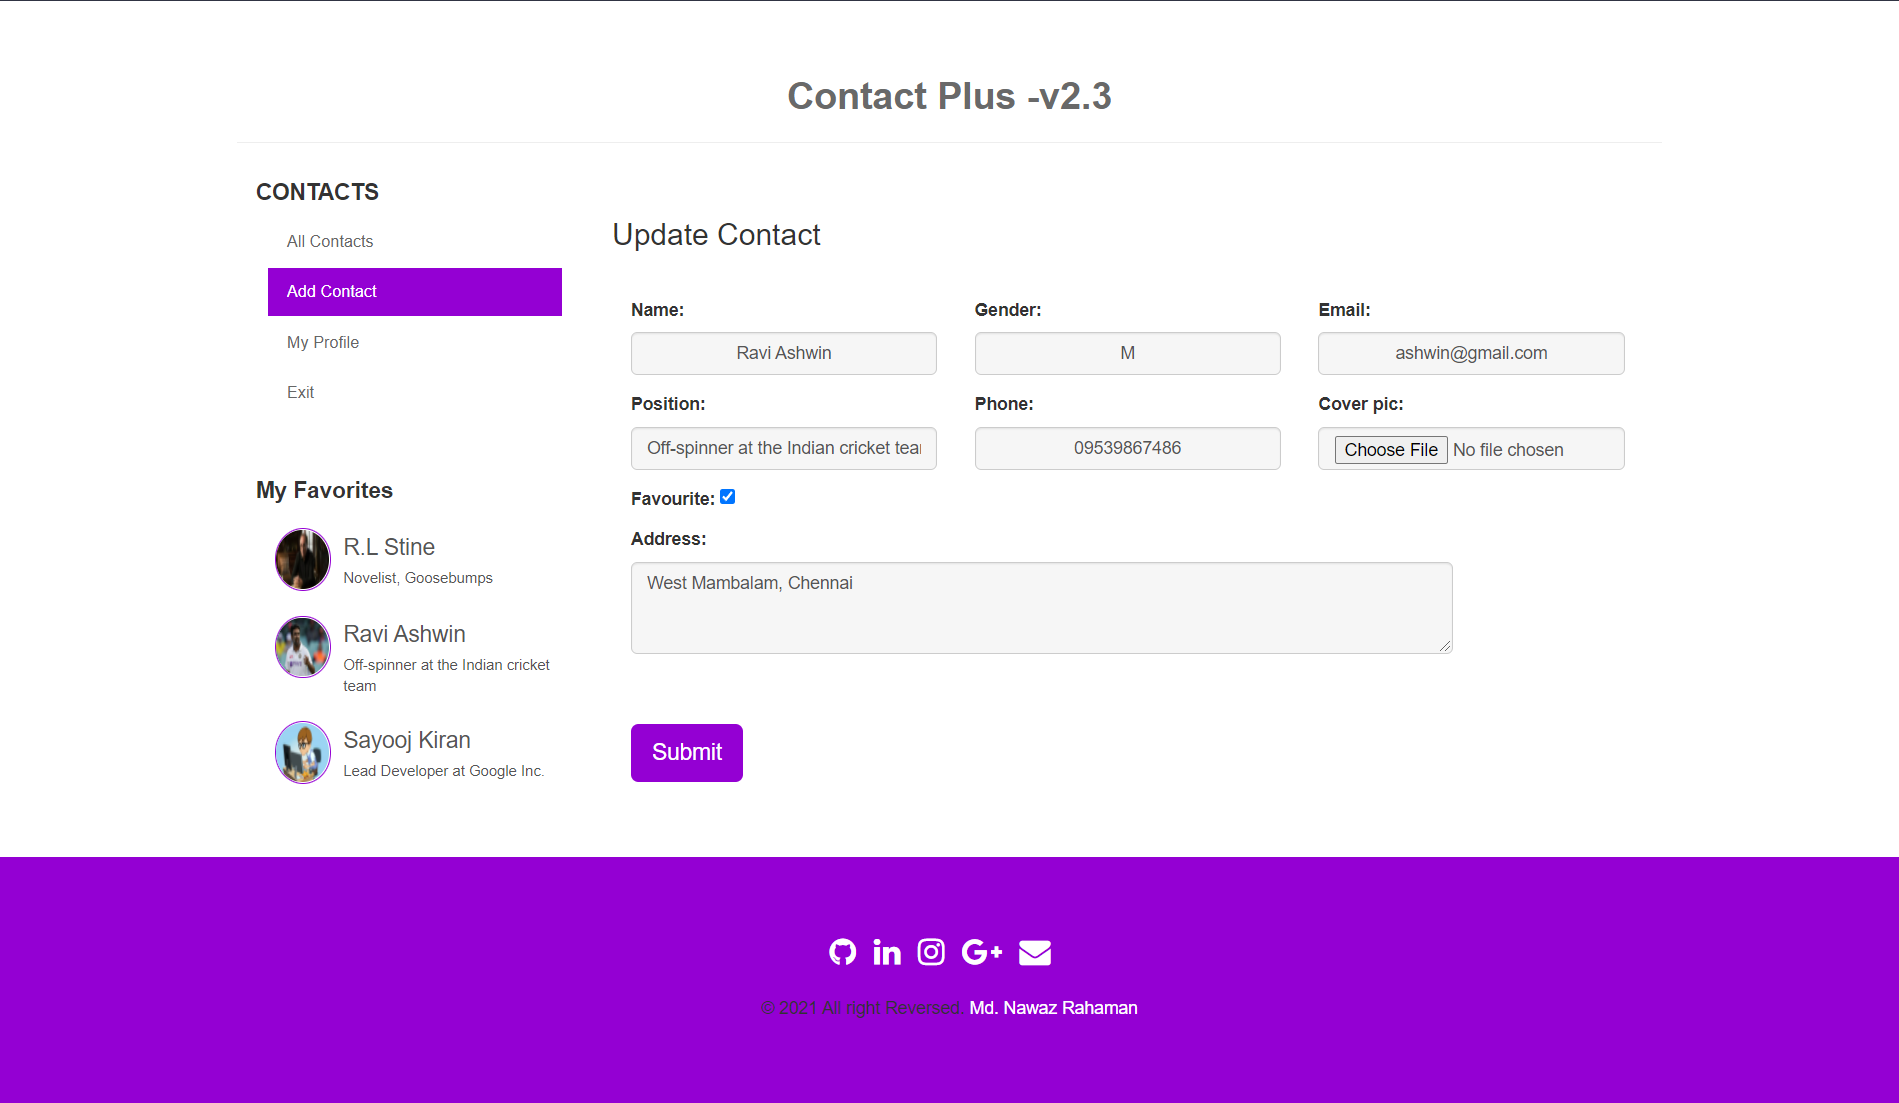 Contact Plus -v2.3
CONTACTS
All Contacts
Add Contact
My Profile
Exit
My Favorites
R.L Stine
Novelist, Goosebumps
Ravi Ashwin
Off-spinner at the Indian cricket
team
Sayooj Kiran
Lead Developer at Google Inc.
Update Contact
Name: Gender: Email:
Ravi Ashwin M ashwin@gmail.com
Position: Phone: Cover pic:
Off-spinner at the Indian cricket tea 09539867486 Choose File No file chosen
Favourite:
Address:
West Mambalam, Chennai
Submit
© 2021 All right Reversed. Md. Nawaz Rahaman